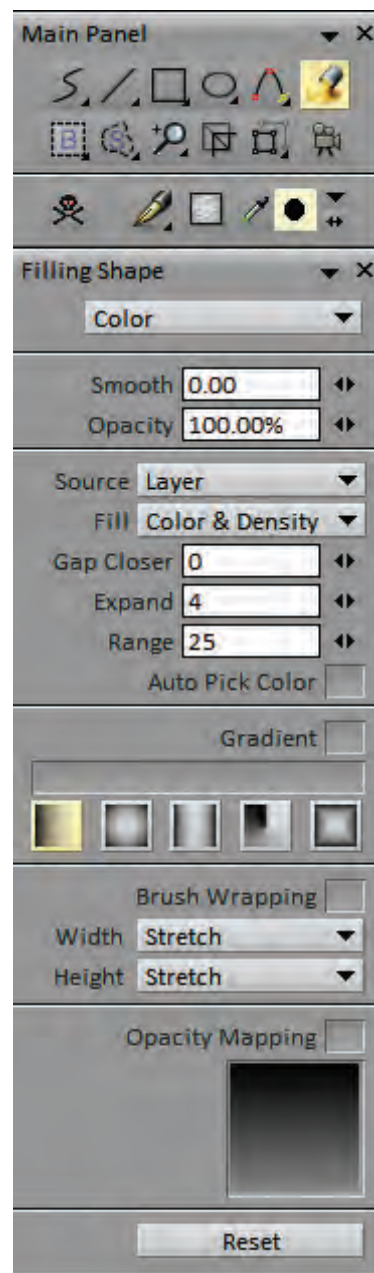 Main Panel
B
S
Filling Shape
Color
Smooth 0.00
Opacity 100.00%
Source Layer
Fill Color & Density
Gap Closer 0
Expand 4
Range 25
Auto Pick Color
Gradient
Brush Wrapping
Width Stretch
Height Stretch
Opacity Mapping
Reset